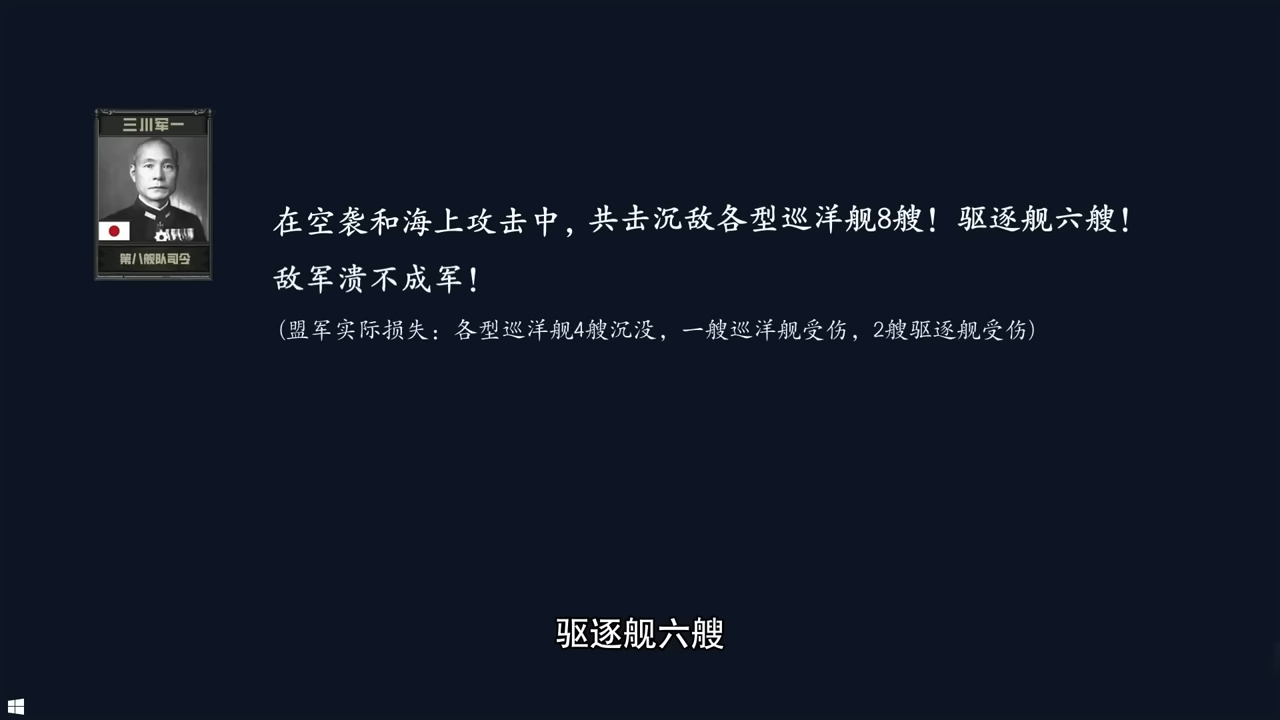 三川军一
第八舰队司令
在空袭和海上攻击中，共击沉敌各型巡洋舰8艘！驱逐舰六艘！
敌军溃不成军！
（盟军实际损失：各型巡洋舰4艘沉没，一艘巡洋舰受伤，2艘驱逐舰受伤）
驱逐舰六艘